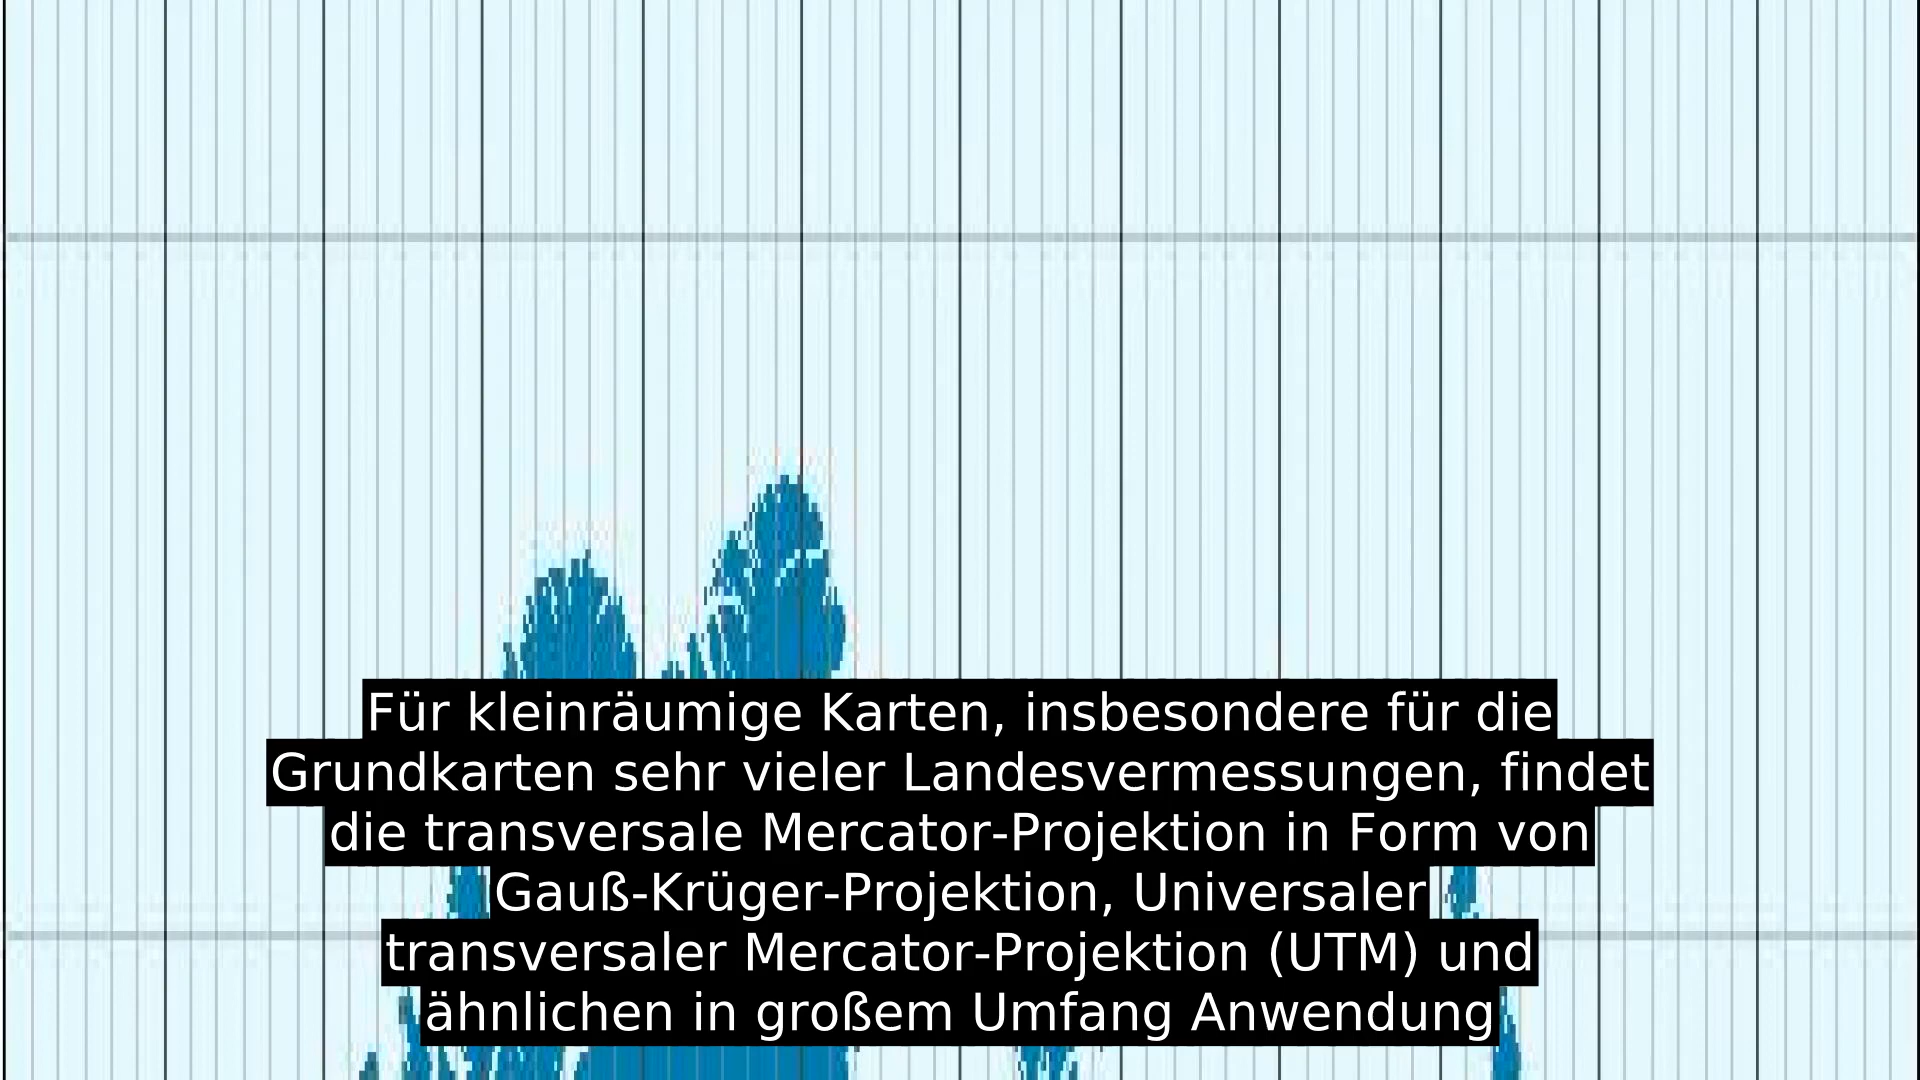 Für kleinräumige Karten, insbesondere für die
Grundkarten sehr vieler Landesvermessungen, findet
die transversale Mercator-Projektion in Form von
Gauß-Krüger-Projektion, Universaler
transversaler Mercator-Projektion (UTM) und
ähnlichen in großem Umfang Anwendung